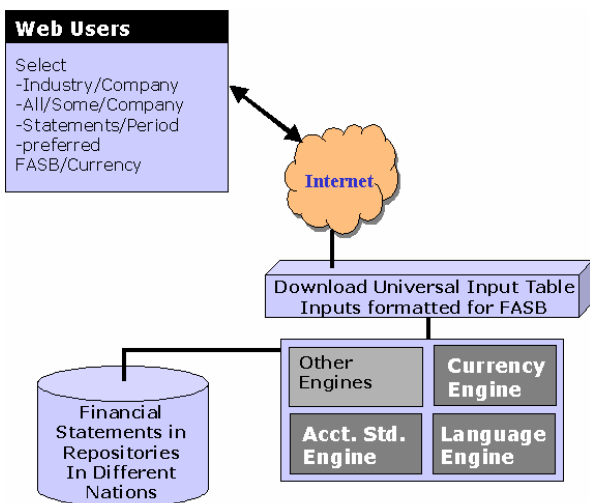 Web Users
Select
-Industry/Company
-All/Some/Company
-Statements/Period
-preferred
FASB/Currency
Internet
Download Universal Input Table
Inputs formatted for FASB
Other
Engines
Currency
Engine
Acct. Std.
Engine
Language
Engine
Financial
Statements in
Repositories
In Different
Nations